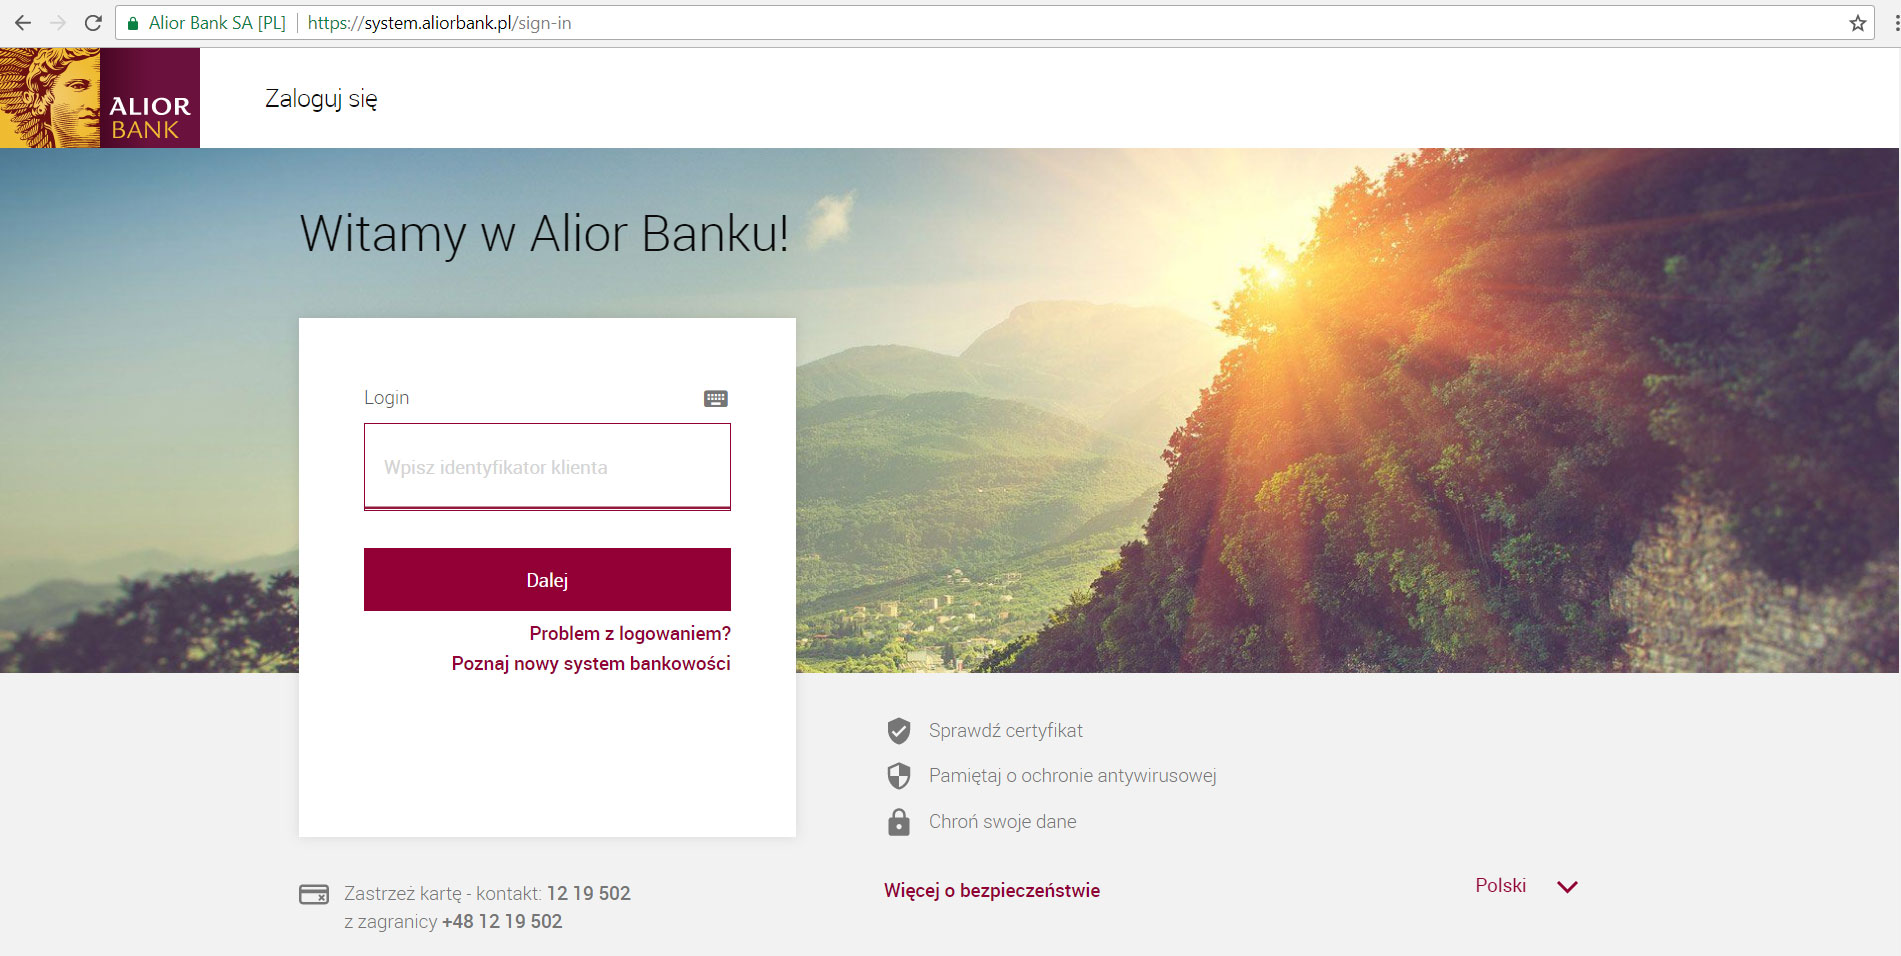 Alior Bank SA [PL] https://system.aliorbank.pl/sign-in
ALIOR
BANK
Zaloguj się
Witamy w Alior Banku!
Login
Wpisz identyfikator klienta
Dalej
Problem z logowaniem?
Poznaj nowy system bankowości
Sprawdź certyfikat
Pamiętaj o ochronie antywirusowej
Chroń swoje dane
Zastrzeż kartę - kontakt: 12 19 502
z zagranicy +48 12 19 502
Więcej o bezpieczeństwie
Polski